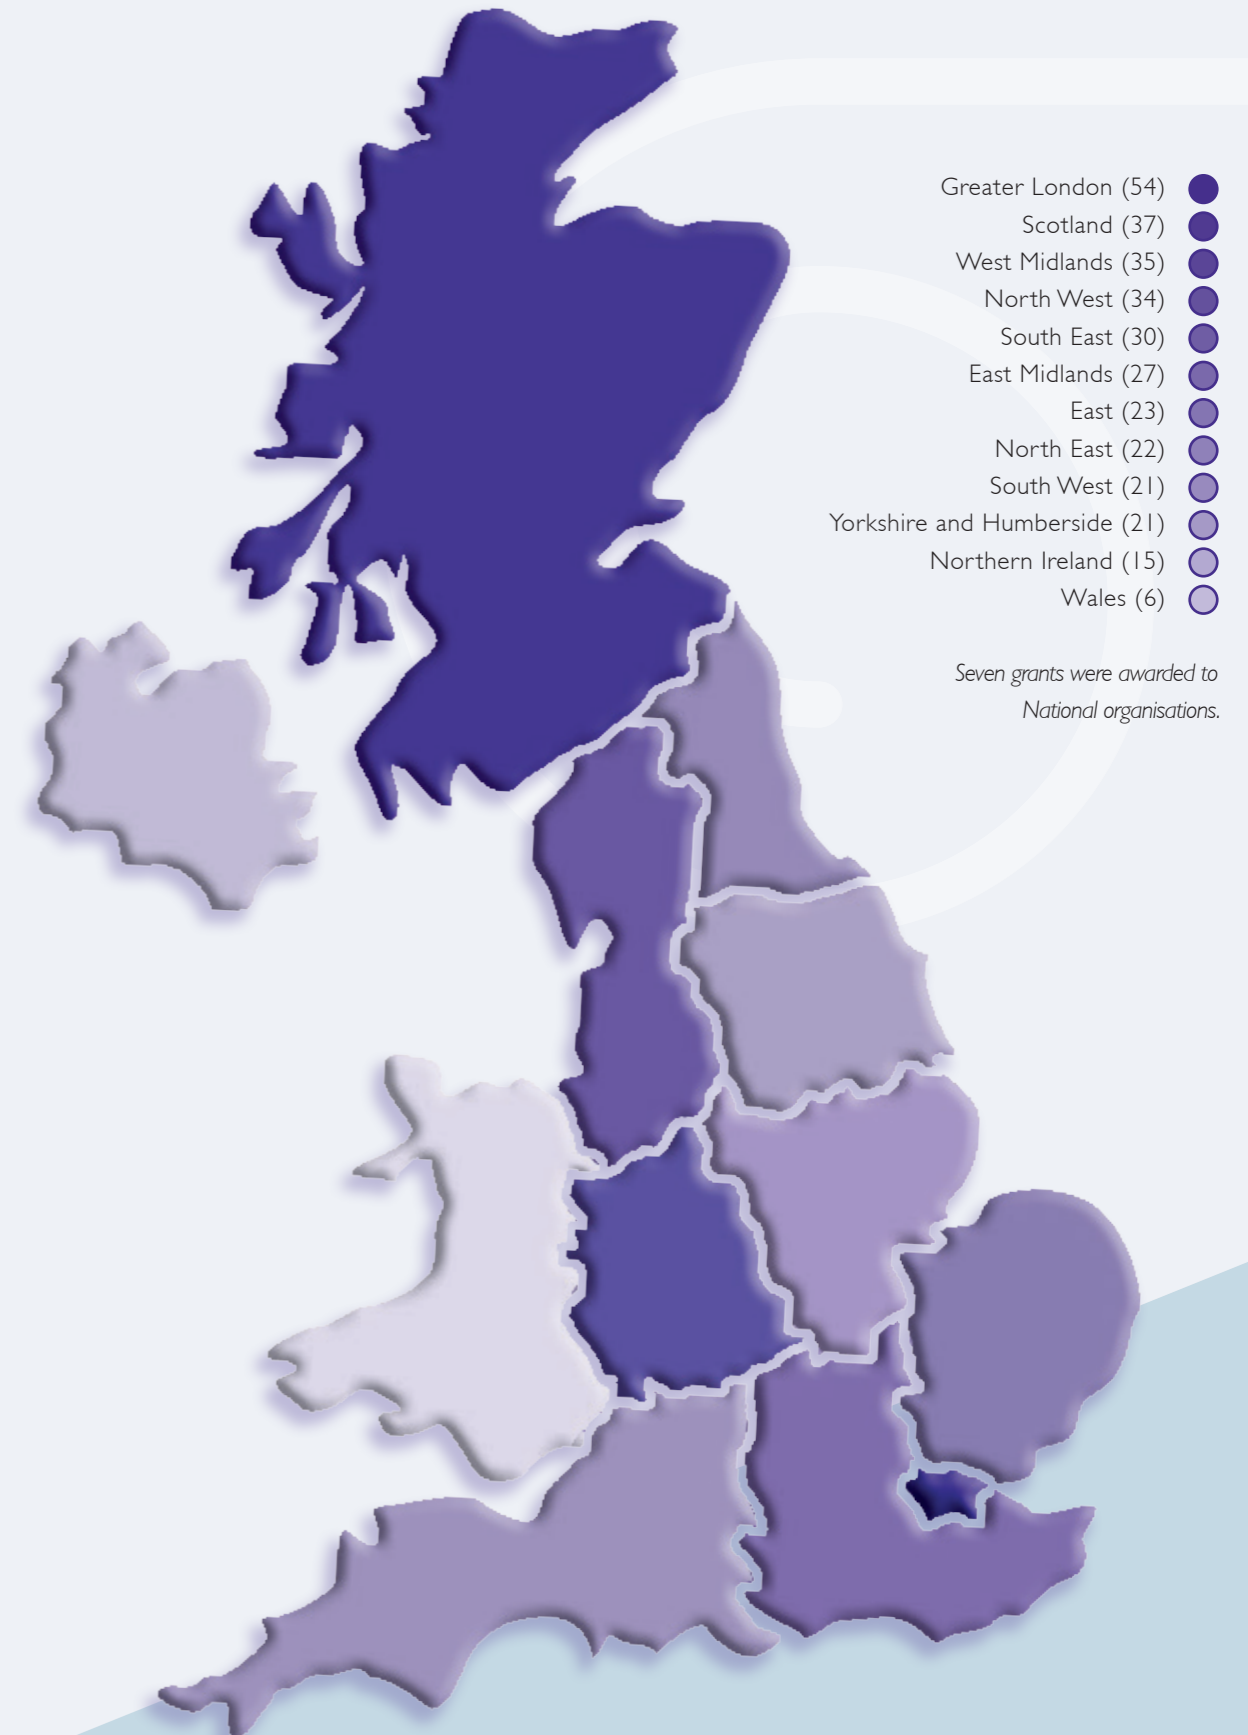 Greater London (54)
Scotland (37)
West Midlands (35)
North West (34)
South East (30)
East Midlands (27)
East (23)
North East (22)
South West (21)
Yorkshire and Humberside (21)
Northern Ireland (15)
Wales (6)
Seven grants were awarded to
National organisations.